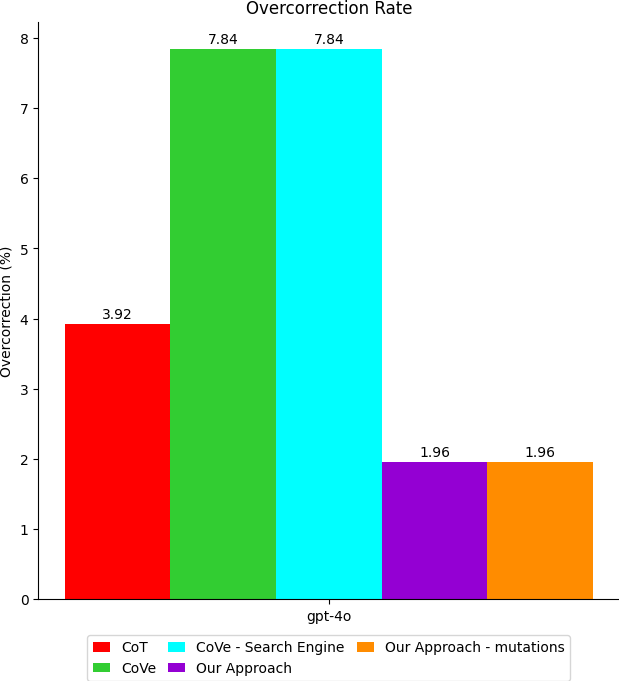 Overcorrection Rate
Overcorrection (%)
8
7
6
5
4
3
2
1
0
3.92
7.84
7.84
1.96
1.96
gpt-4o
CoT
CoVe
CoVe - Search Engine
Our Approach
Our Approach - mutations